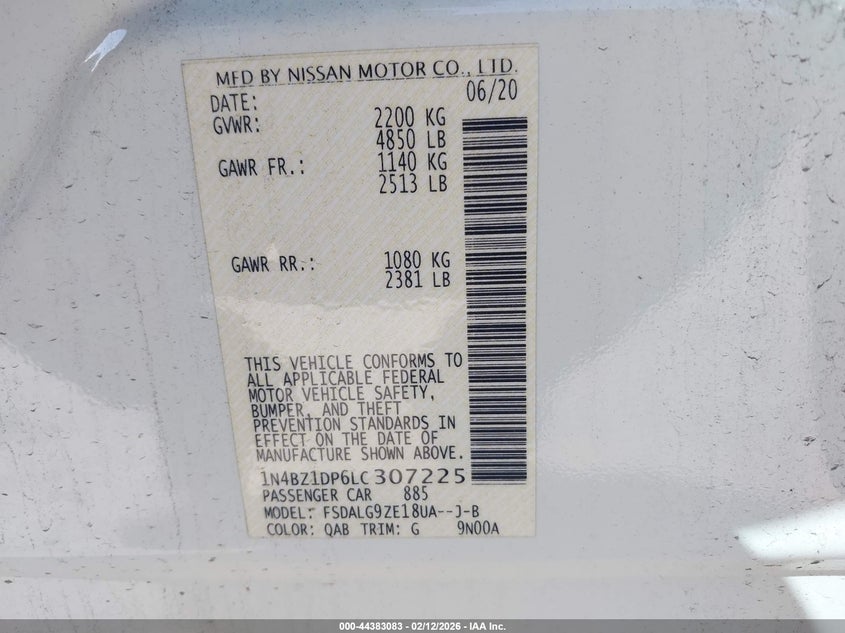 MFD BY NISSAN MOTOR CO., LTD.
DATE: 06/20
GVWR: 2200 KG
4850 LB
GAWR FR.: 1140 KG
2513 LB
GAWR RR.: 1080 KG
2381 LB
THIS VEHICLE CONFORMS TO
ALL APPLICABLE FEDERAL
MOTOR VEHICLE SAFETY,
BUMPER, AND THEFT
PREVENTION STANDARDS IN
EFFECT ON THE DATE OF
MANUFACTURE SHOWN ABOVE.
1N4BZ1DP6LC307225
PASSENGER CAR 885
MODEL: FSDALG9ZE18UA--J-B
COLOR: QAB TRIM: G 9N00A
000-44383083 - 02/12/2026 - IAA Inc.